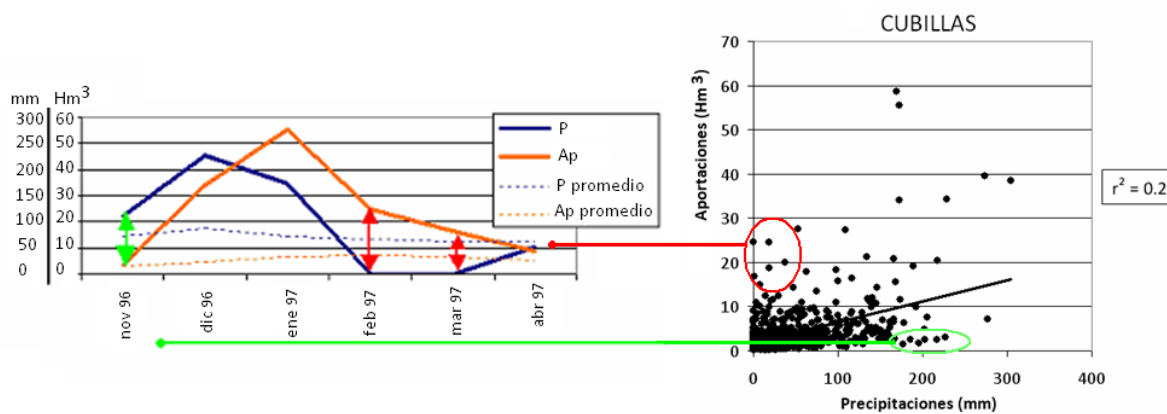 mm Hm³
300 60
250 50
200 40
150 30
100 20
50 10
0 0
P
Ap
P promedio
Ap promedio
nov 96
dic 96
ene 97
feb 97
mar 97
abr 97
CUBILLAS
Aportaciones (Hm³)
70
60
50
40
30
20
10
0
0 100 200 300 400
Precipitaciones (mm)
r² = 0.2